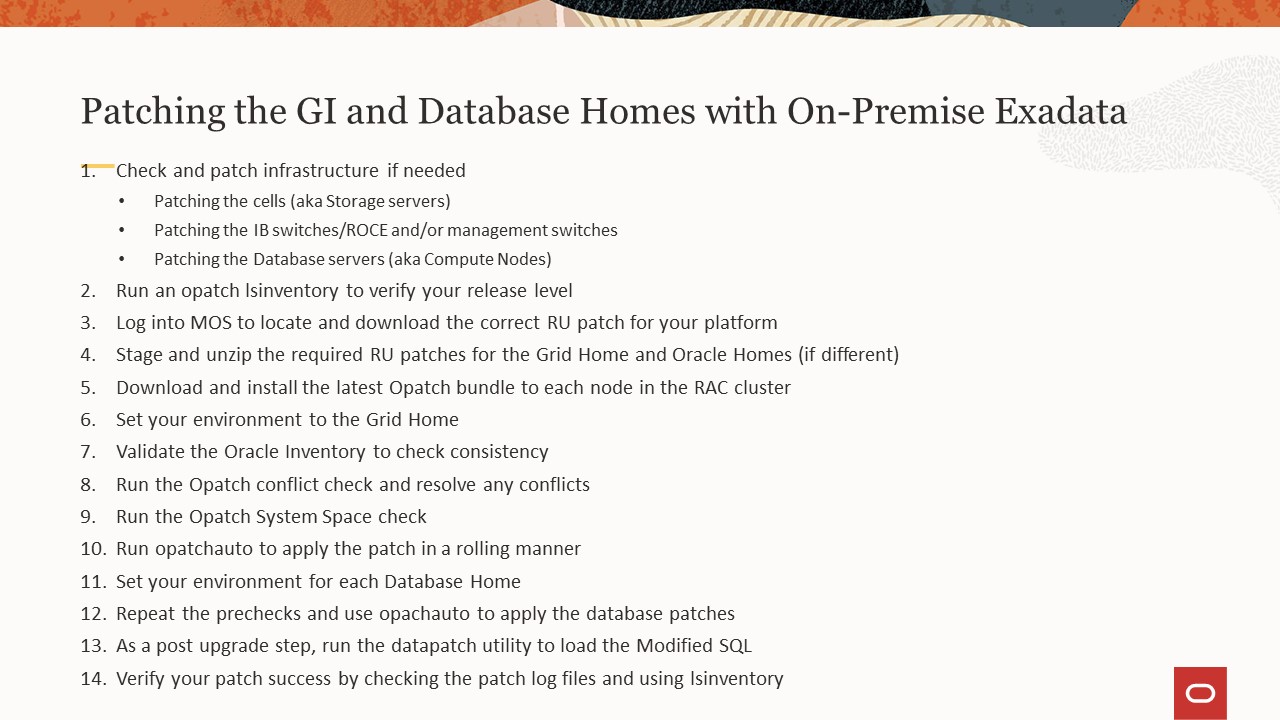 Patching the GI and Database Homes with On-Premise Exadata
1. Check and patch infrastructure if needed
• Patching the cells (aka Storage servers)
• Patching the IB switches/ROCE and/or management switches
• Patching the Database servers (aka Compute Nodes)
2. Run an opatch lsinventory to verify your release level
3. Log into MOS to locate and download the correct RU patch for your platform
4. Stage and unzip the required RU patches for the Grid Home and Oracle Homes (if different)
5. Download and install the latest Opatch bundle to each node in the RAC cluster
6. Set your environment to the Grid Home
7. Validate the Oracle Inventory to check consistency
8. Run the Opatch conflict check and resolve any conflicts
9. Run the Opatch System Space check
10. Run opatchauto to apply the patch in a rolling manner
11. Set your environment for each Database Home
12. Repeat the prechecks and use opachauto to apply the database patches
13. As a post upgrade step, run the datapatch utility to load the Modified SQL
14. Verify your patch success by checking the patch log files and using lsinventory